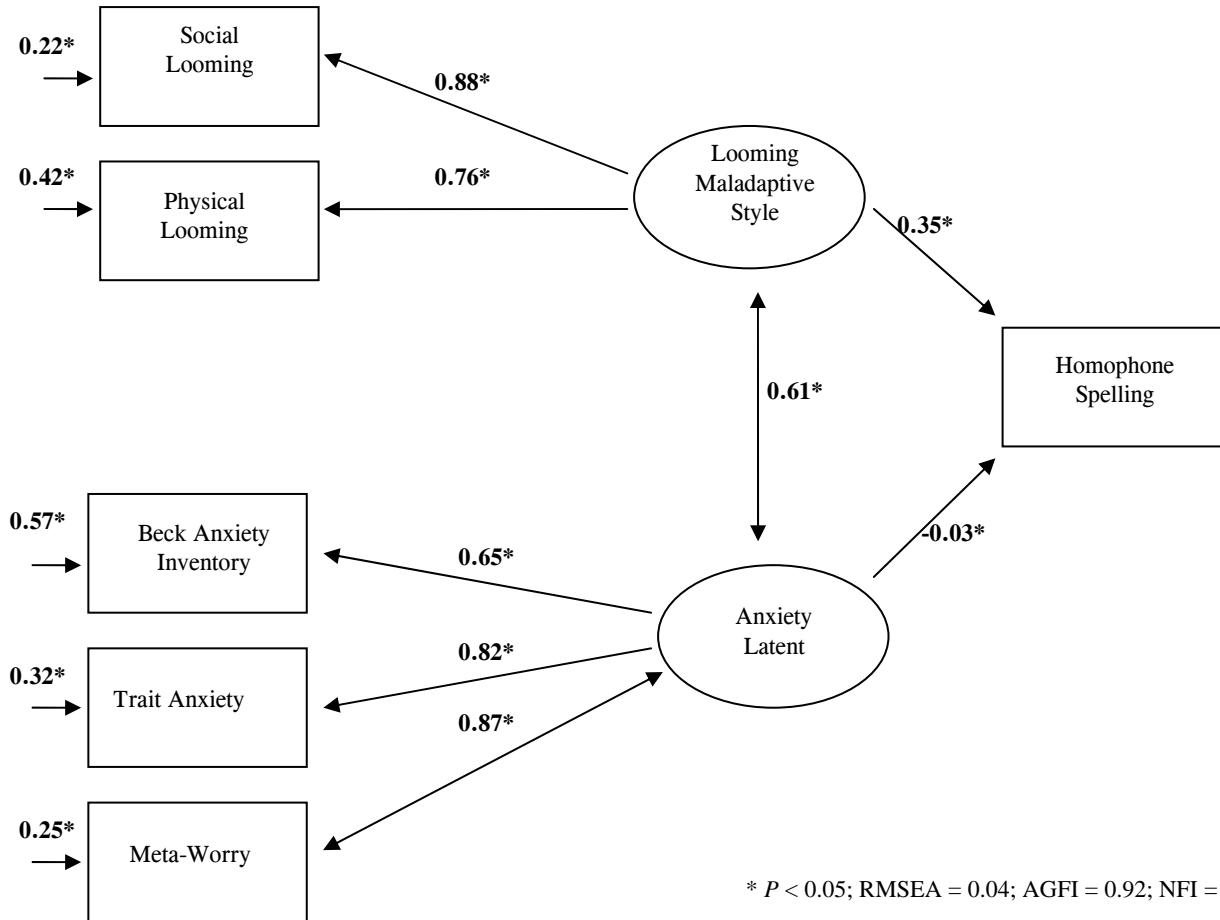 0.22*
Social
Looming
0.88*
0.42*
Physical
Looming
0.76*
Looming
Maladaptive
Style
0.35*
Homophone
Spelling
0.61*
0.57*
Beck Anxiety
Inventory
0.65*
-0.03*
Anxiety
Latent
0.32*
Trait Anxiety
0.82*
0.87*
0.25*
Meta-Worry
* P < 0.05; RMSEA = 0.04; AGFI = 0.92; NFI =